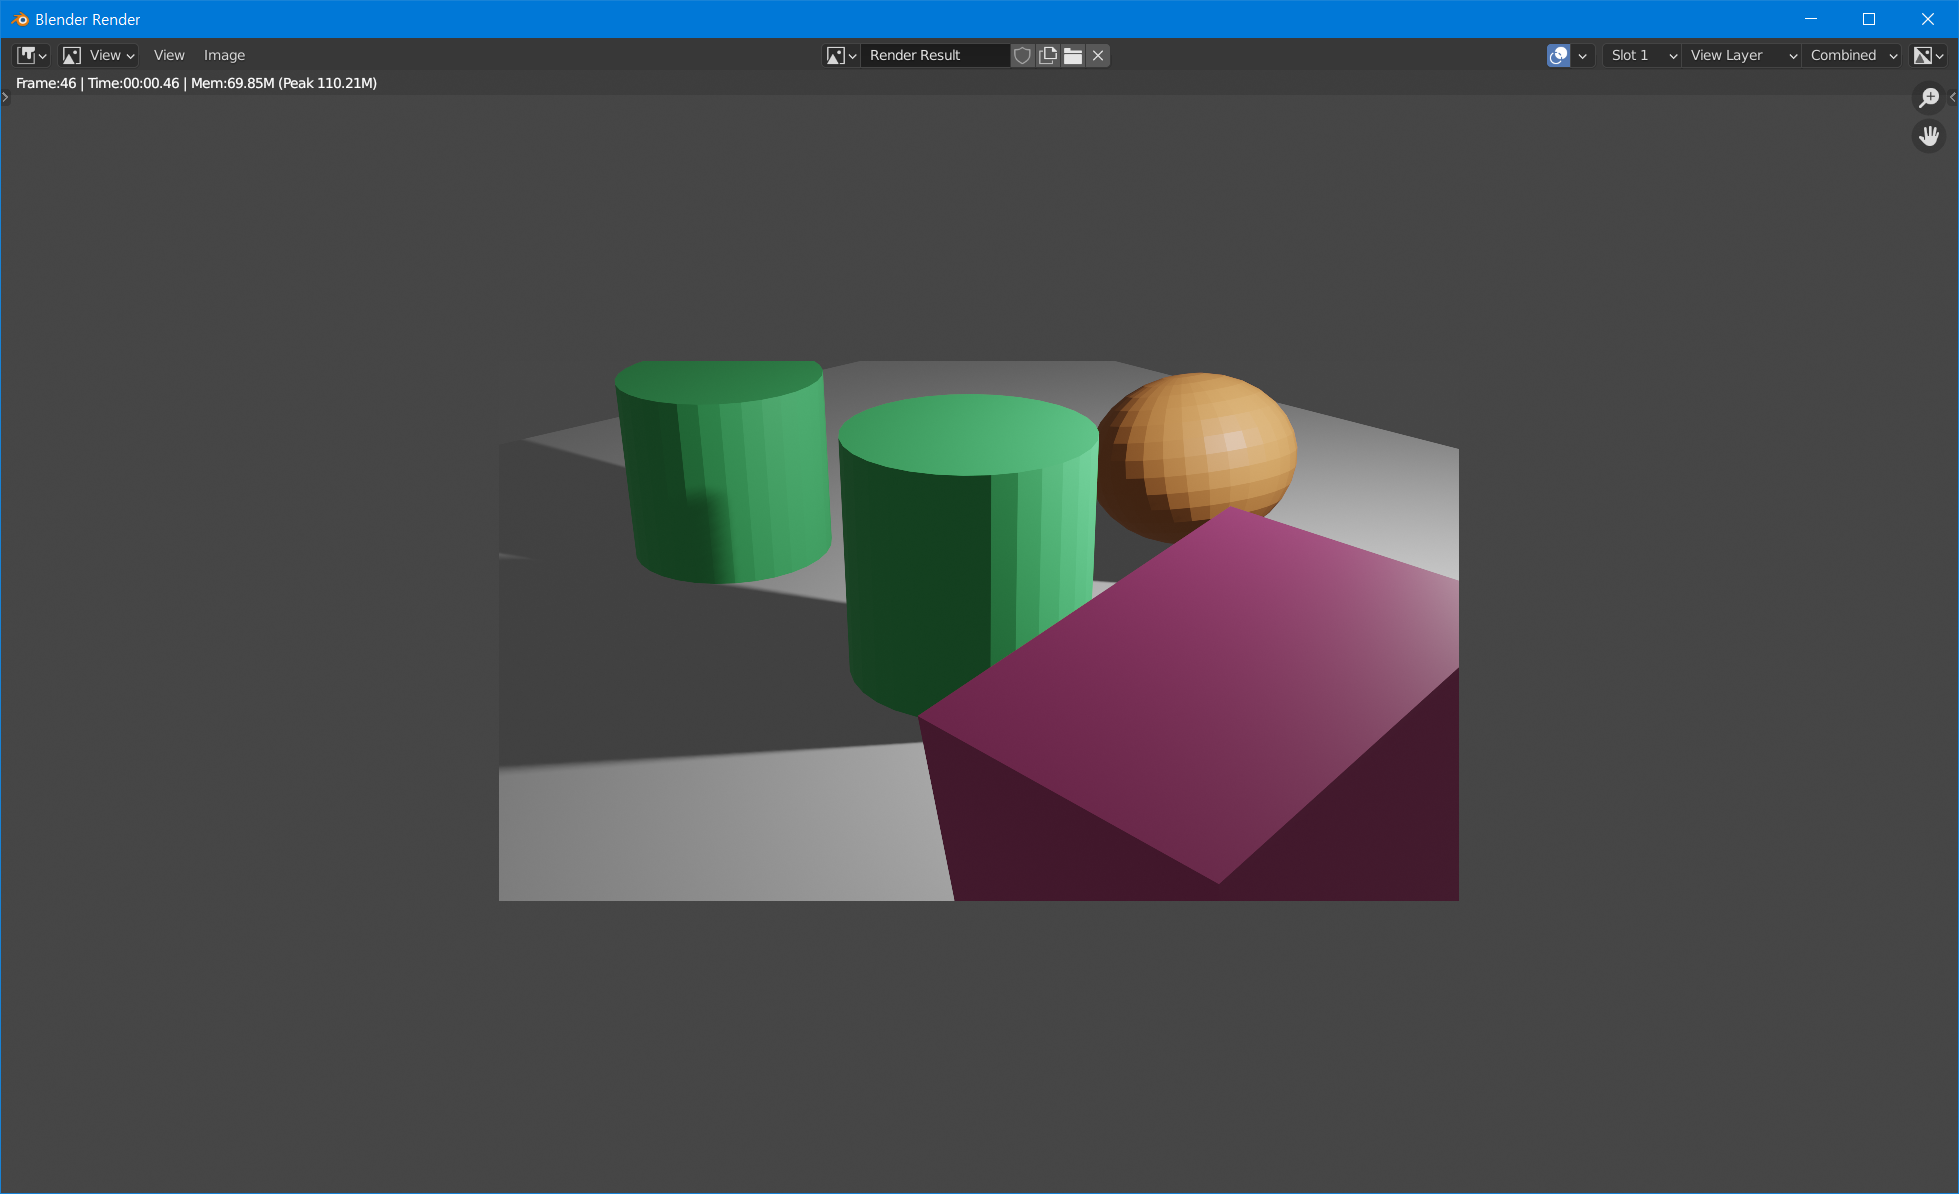 Blender Render
View View Image Render Result Slot 1 View Layer Combined
Frame:46 | Time:00:00.46 | Mem:69.85M (Peak 110.21M)